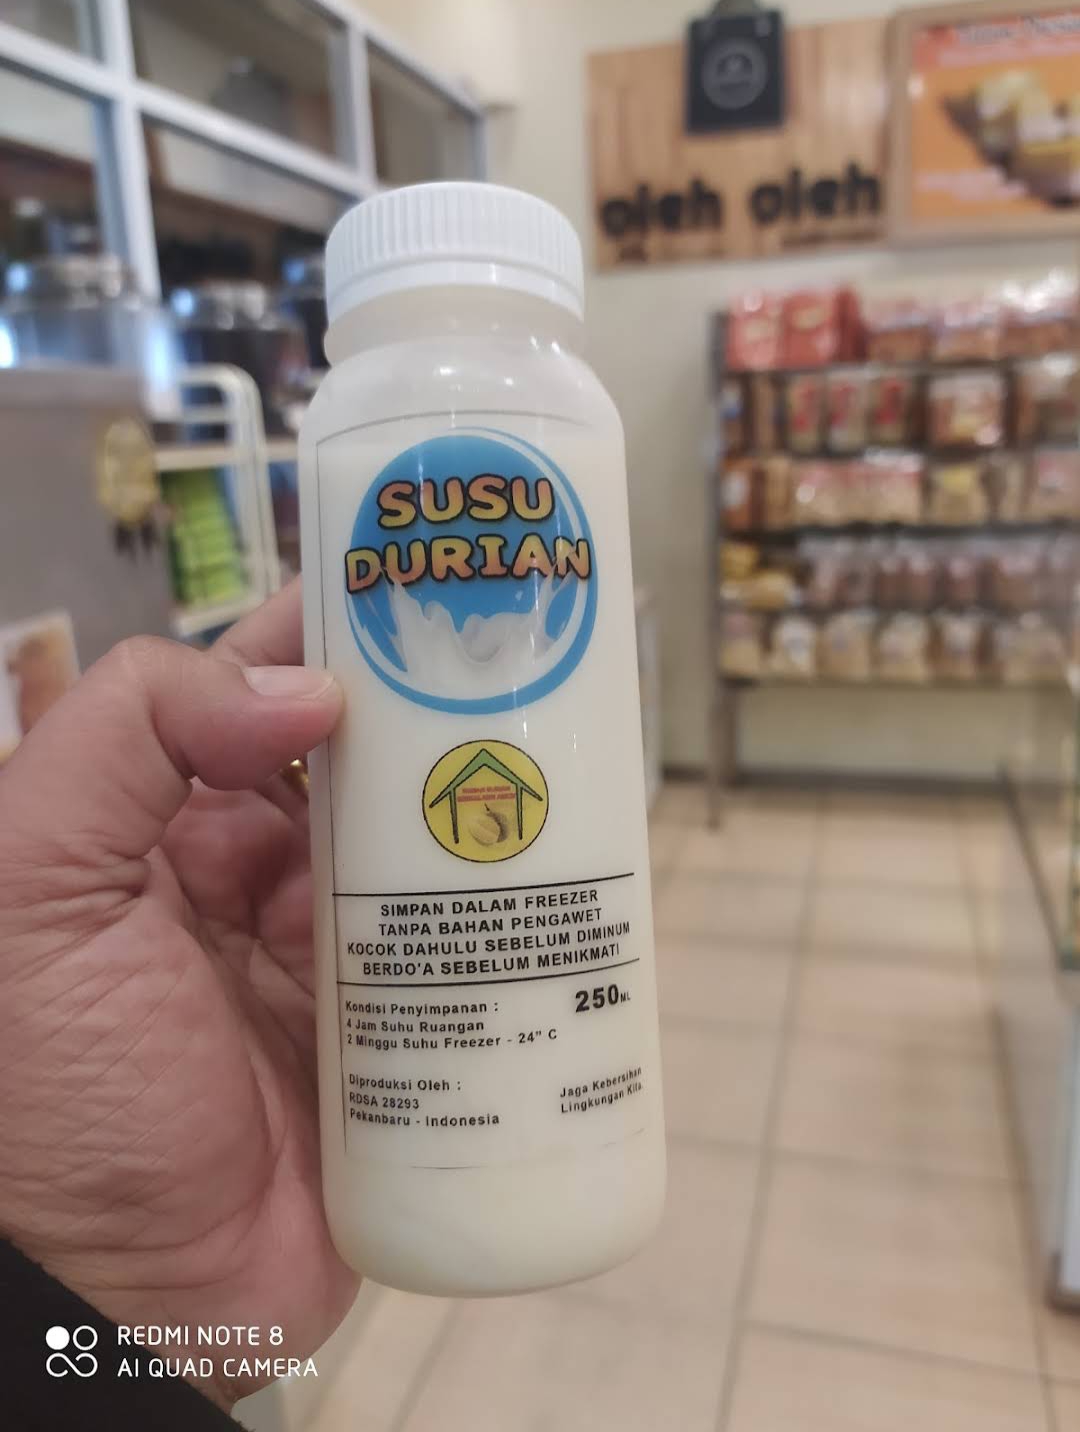 oleh oleh
SUSU
DURIAN
SIMPAN DALAM FREEZER
TANPA BAHAN PENGAWET
KOCOK DAHULU SEBELUM DIMINUM
BERDO'A SEBELUM MENIKMATI
Kondisi Penyimpanan :
250ML
4 Jam Suhu Ruangan
2 Minggu Suhu Freezer - 24" C
Diproduksi Oleh :
RDSA 28293
Pekanbaru - Indonesia
Jaga Kebersihan
Lingkungan Kita
REDMI NOTE 8
AI QUAD CAMERA